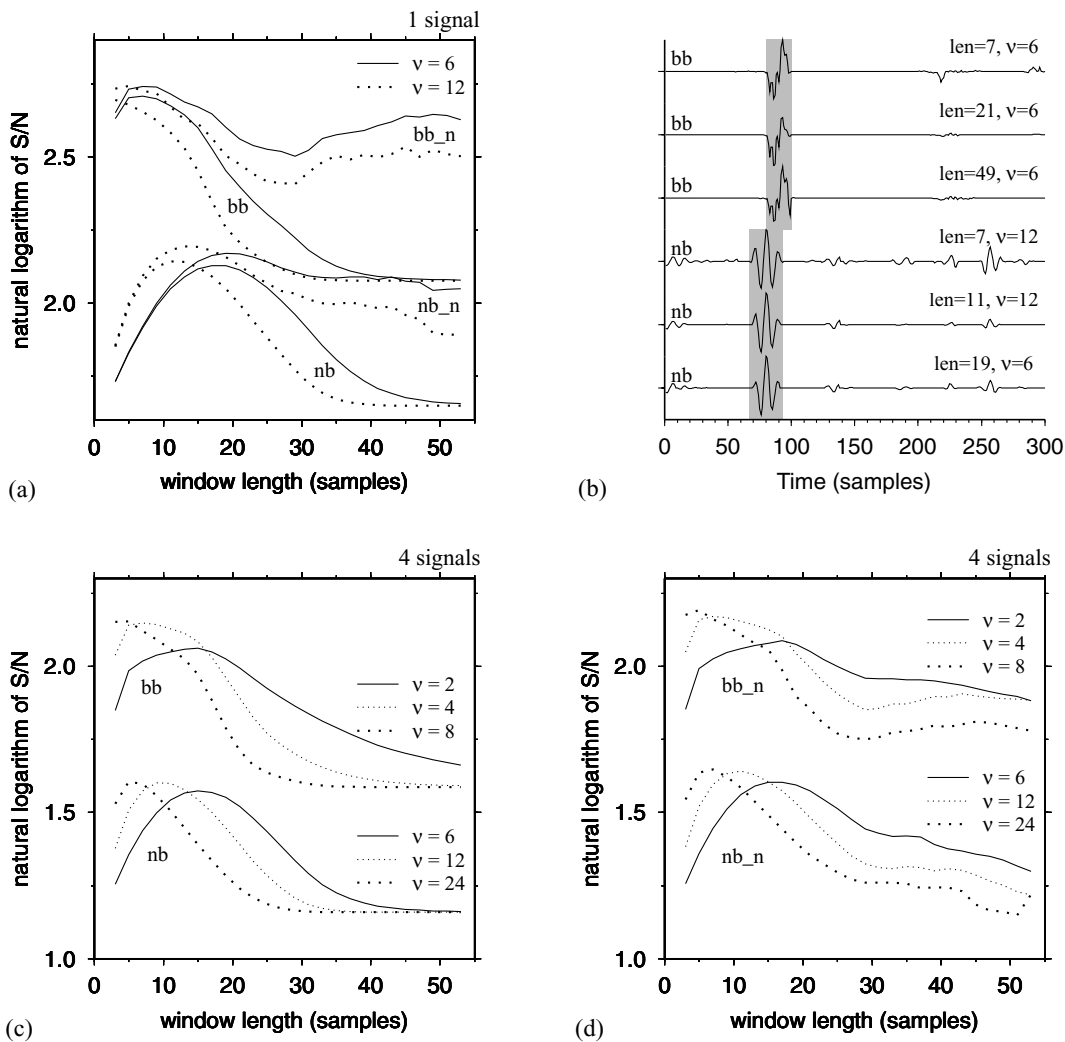 1 signal
natural logarithm of S/N
3.0
2.5
2.0
ν = 6
ν = 12
bb_n
bb
nb_n
nb
0 10 20 30 40 50
window length (samples)
(a)
bb len=7, ν=6
bb len=21, ν=6
bb len=49, ν=6
nb len=7, ν=12
nb len=11, ν=12
nb len=19, ν=6
0 50 100 150 200 250 300
Time (samples)
(b)
4 signals
natural logarithm of S/N
2.0
1.5
1.0
ν = 2
ν = 4
ν = 8
bb
ν = 6
ν = 12
ν = 24
nb
0 10 20 30 40 50
window length (samples)
(c)
4 signals
natural logarithm of S/N
2.0
1.5
1.0
ν = 2
ν = 4
ν = 8
bb_n
ν = 6
ν = 12
ν = 24
nb_n
0 10 20 30 40 50
window length (samples)
(d)